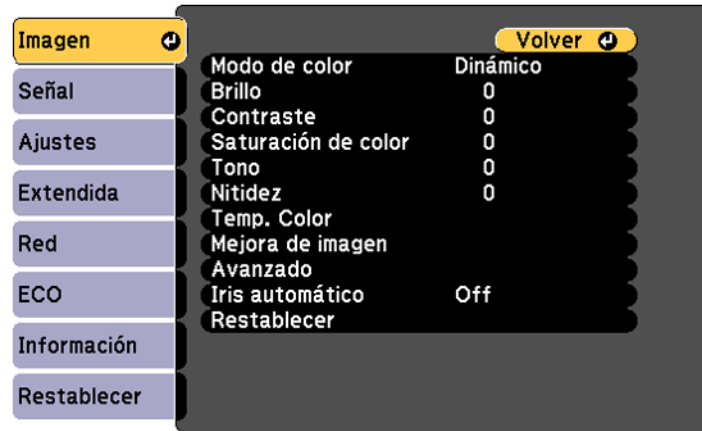 Imagen
Señal
Ajustes
Extendida
Red
ECO
Información
Restablecer
Volver
Modo de color Dinámico
Brillo 0
Contraste 0
Saturación de color 0
Tono 0
Nitidez 0
Temp. Color
Mejora de imagen
Avanzado
Iris automático Off
Restablecer